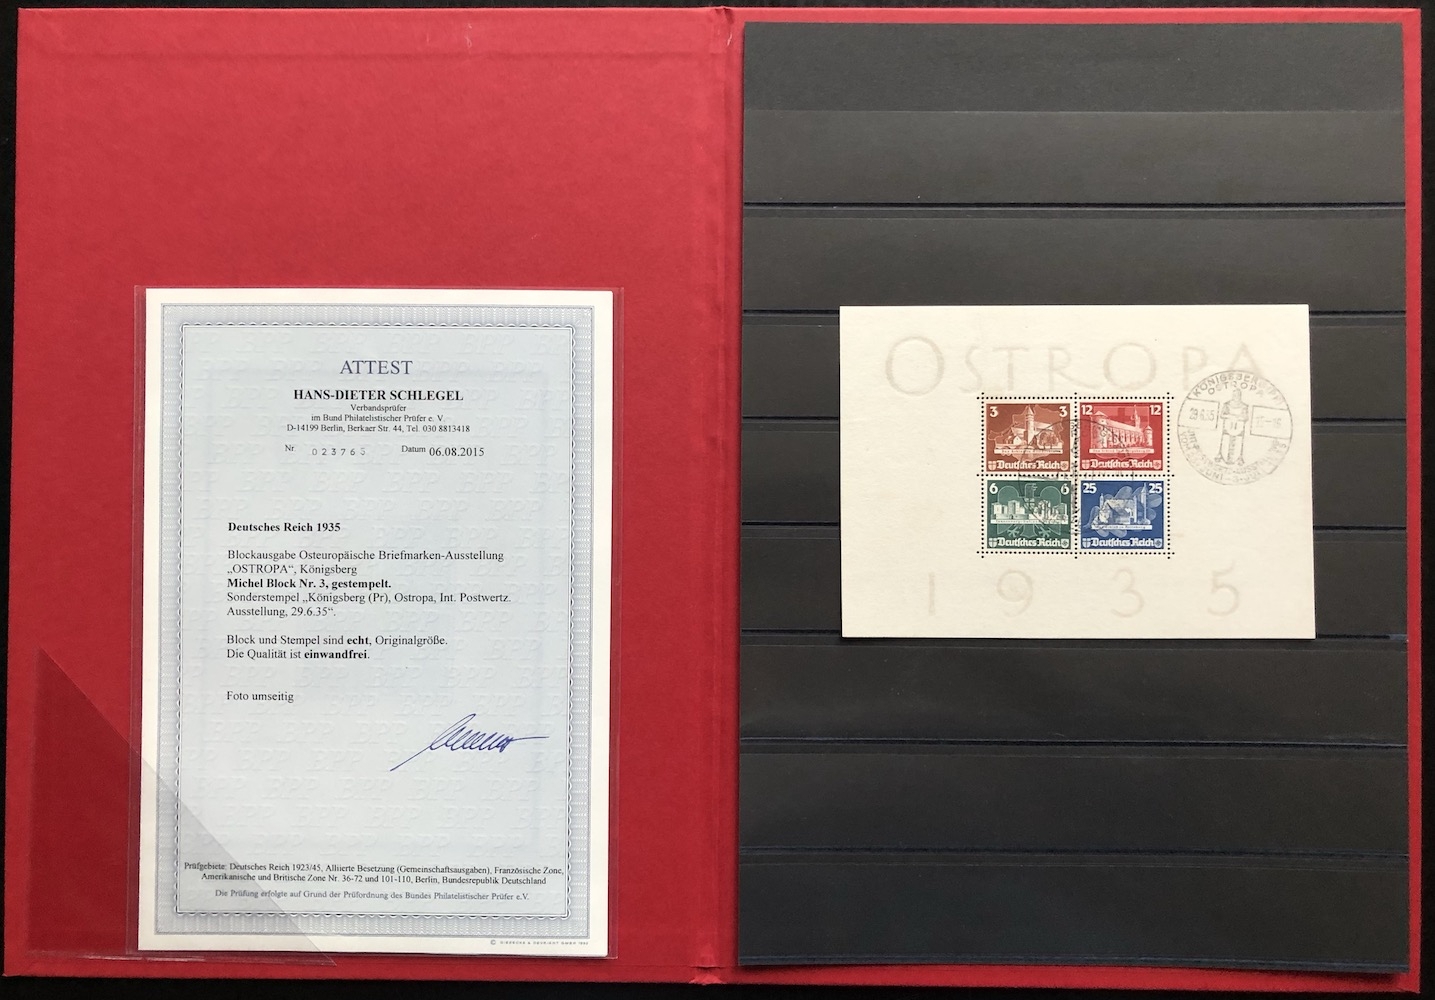 ATTEST
HANS-DIETER SCHLEGEL
Verbandsprüfer
im Bund Philatelistischer Prüfer e. V.
D-14199 Berlin, Berkaer Str. 44, Tel. 030 8813418
Nr. 023765 Datum 06.08.2015
Deutsches Reich 1935
Blockausgabe Osteuropäische Briefmarken-Ausstellung
„OSTROPA“, Königsberg
Michel Block Nr. 3, gestempelt.
Sonderstempel „Königsberg (Pr), Ostropa, Int. Postwertz.
Ausstellung, 29.6.35“.
Block und Stempel sind echt, Originalgröße.
Die Qualität ist einwandfrei.
Foto umseitig
Prüfgebiete: Deutsches Reich 1923/45, Alliierte Besetzung (Gemeinschaftsausgaben), Französische Zone,
Amerikanische und Britische Zone Nr. 36-72 und 101-110, Berlin, Bundesrepublik Deutschland
Die Prüfung erfolgte auf Grund der Prüfordnung des Bundes Philatelistischer Prüfer e.V.
OSTROPA
KÖNIGSBERG (PR)
OSTROPA
29.6.35
3 3
Deutsches Reich
12 12
Deutsches Reich
6 6
Deutsches Reich
25 25
Deutsches Reich
1935